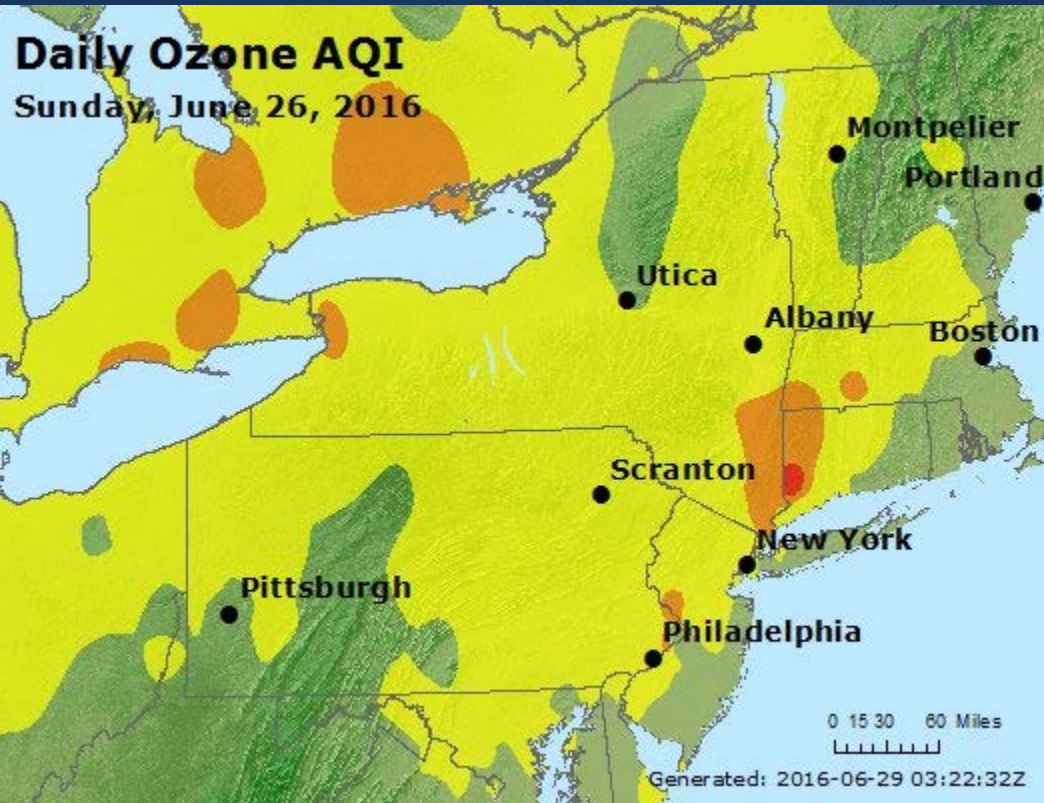 Daily Ozone AQI
Sunday, June 26, 2016
Montpelier
Portland
Utica
Albany
Boston
Scranton
New York
Pittsburgh
Philadelphia
0 15 30 60 Miles
Generated: 2016-06-29 03:22:32Z